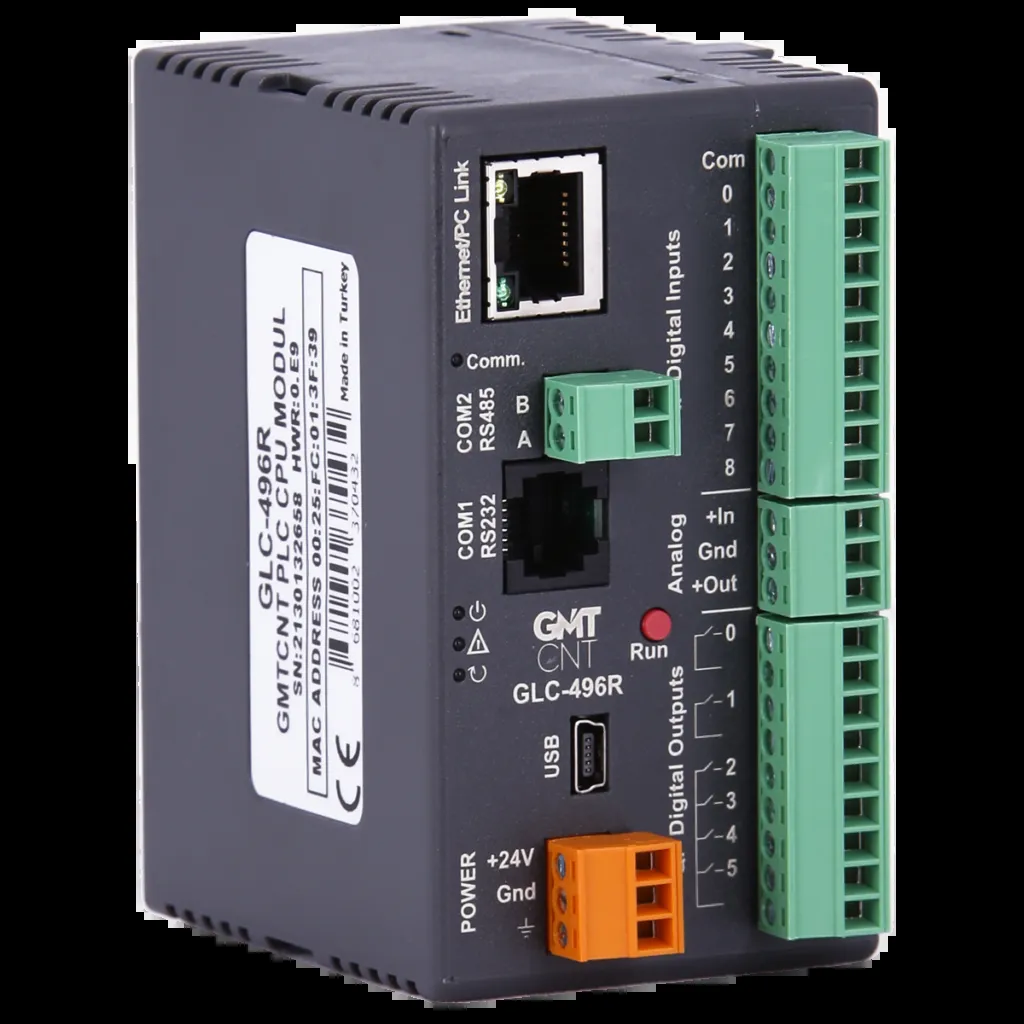 GLC-496R
GMTCNT PLC CPU MODUL
SN:2130132658 HWR:0.E9
MAC ADDRESS 00:25:FC:01:3F:39
8 681002 370432
Made in Turkey
CE
Ethernet/PC Link
Comm.
COM2
RS485
B
A
COM1
RS232
GMT
CNT
GLC-496R
Run
USB
POWER
+24V
Gnd
Digital Inputs
Com
0
1
2
3
4
5
6
7
8
Analog
+In
Gnd
+Out
Digital Outputs
0
1
2
3
4
5